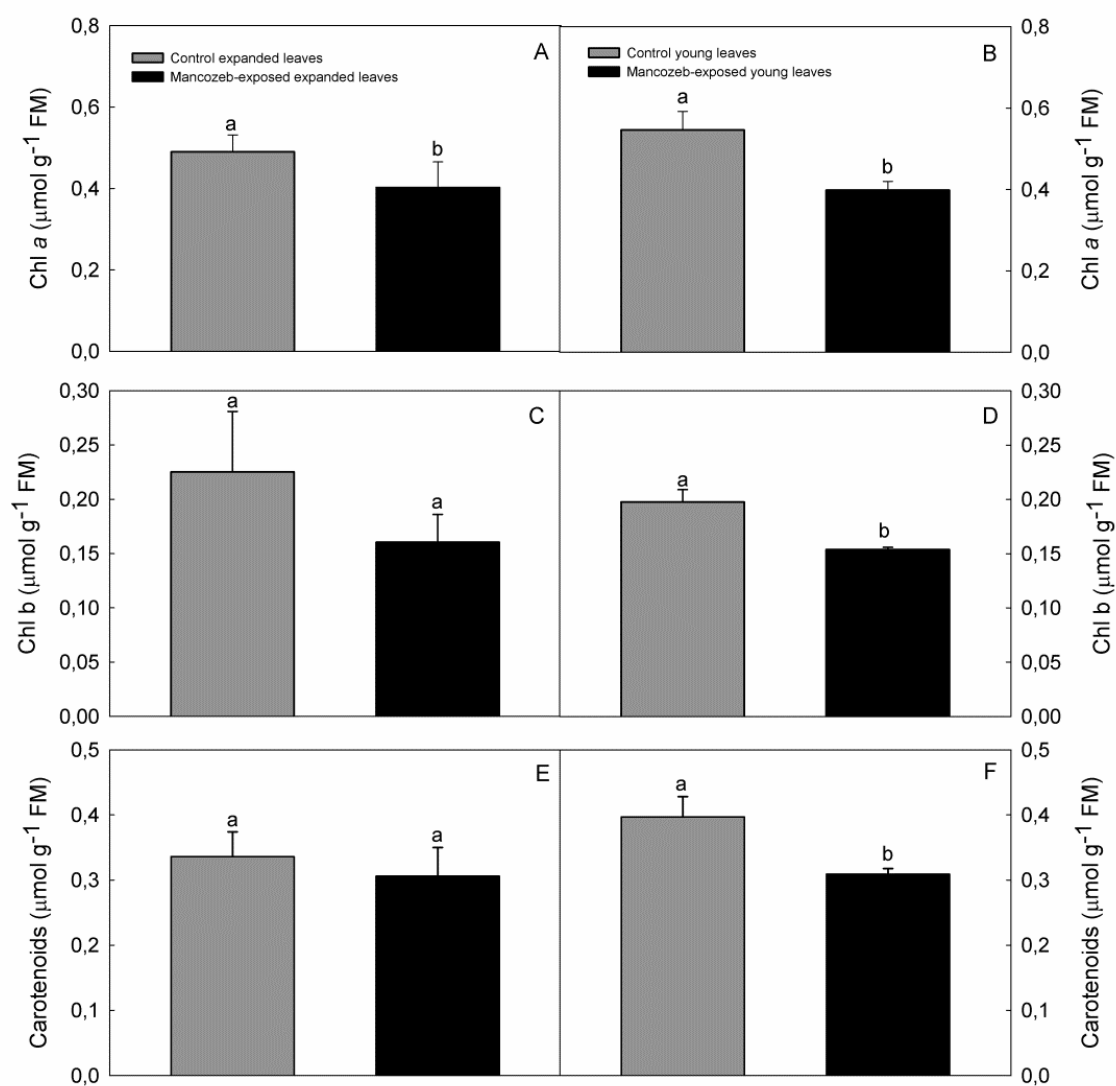 0,8
0,6
0,4
0,2
0,0
Chl a (μmol g⁻¹ FM)
Control expanded leaves
Mancozeb-exposed expanded leaves
A
a
b
Control young leaves
Mancozeb-exposed young leaves
B
a
b
0,8
0,6
0,4
0,2
0,0
Chl a (μmol g⁻¹ FM)
0,30
0,25
0,20
0,15
0,10
0,05
0,00
Chl b (μmol g⁻¹ FM)
C
a
a
D
a
b
0,30
0,25
0,20
0,15
0,10
0,05
0,00
Chl b (μmol g⁻¹ FM)
0,5
0,4
0,3
0,2
0,1
0,0
Carotenoids (μmol g⁻¹ FM)
E
a
a
F
a
b
0,5
0,4
0,3
0,2
0,1
0,0
Carotenoids (μmol g⁻¹ FM)